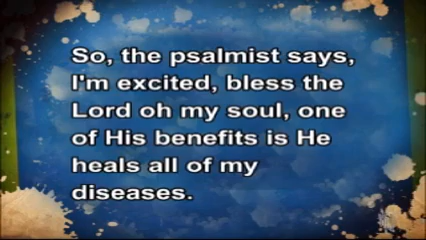 So, the psalmist says,
I'm excited, bless the
Lord oh my soul, one
of His benefits is He
heals all of my
diseases.